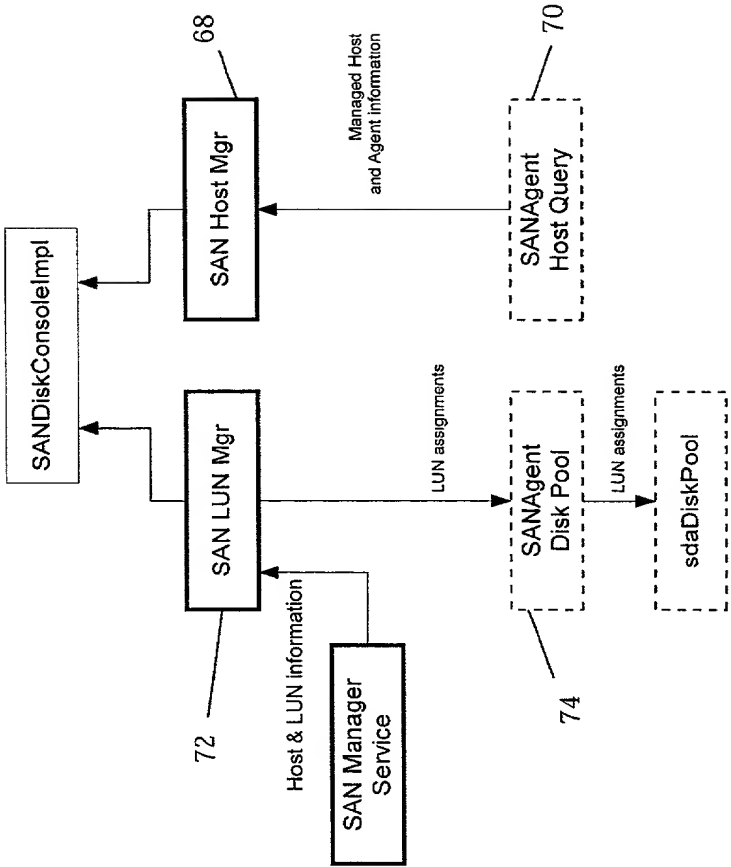 SANDiskConsoleImpl
68
SAN Host Mgr
72
SAN LUN Mgr
Host & LUN information
SAN Manager
Service
Managed Host
and Agent information
LUN assignments
70
SANAgent
Host Query
74
SANAgent
Disk Pool
LUN assignments
sdaDiskPool